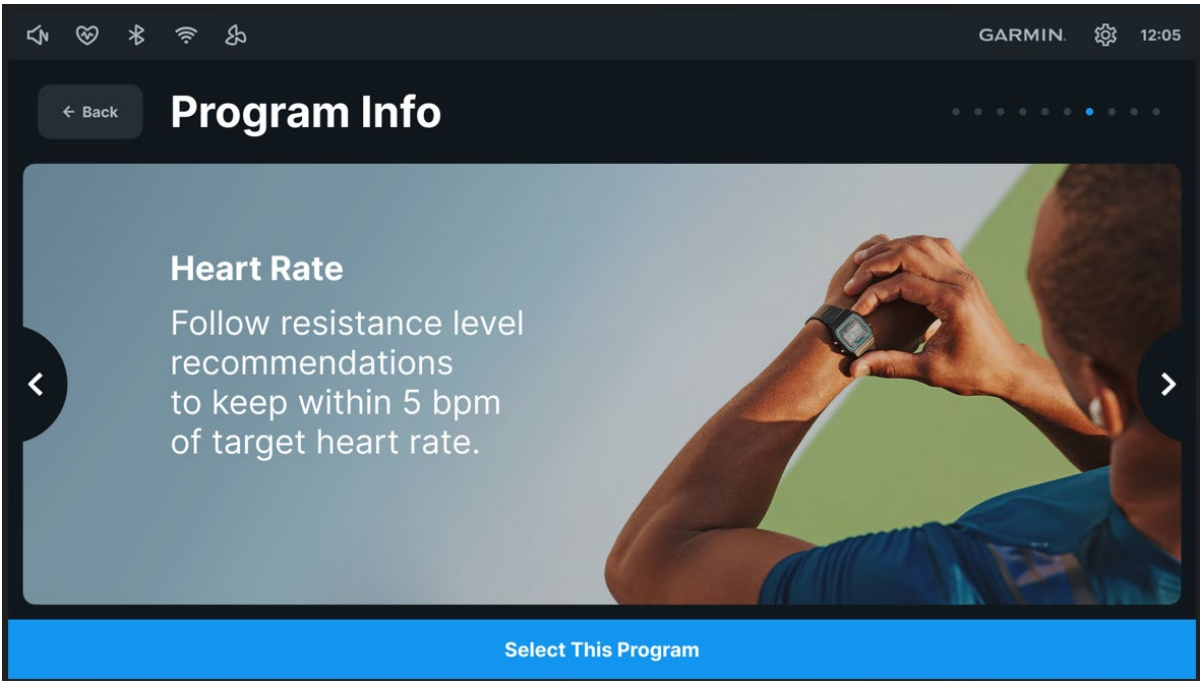 GARMIN.
12:05
← Back
Program Info
Heart Rate
Follow resistance level
recommendations
to keep within 5 bpm
of target heart rate.
Select This Program